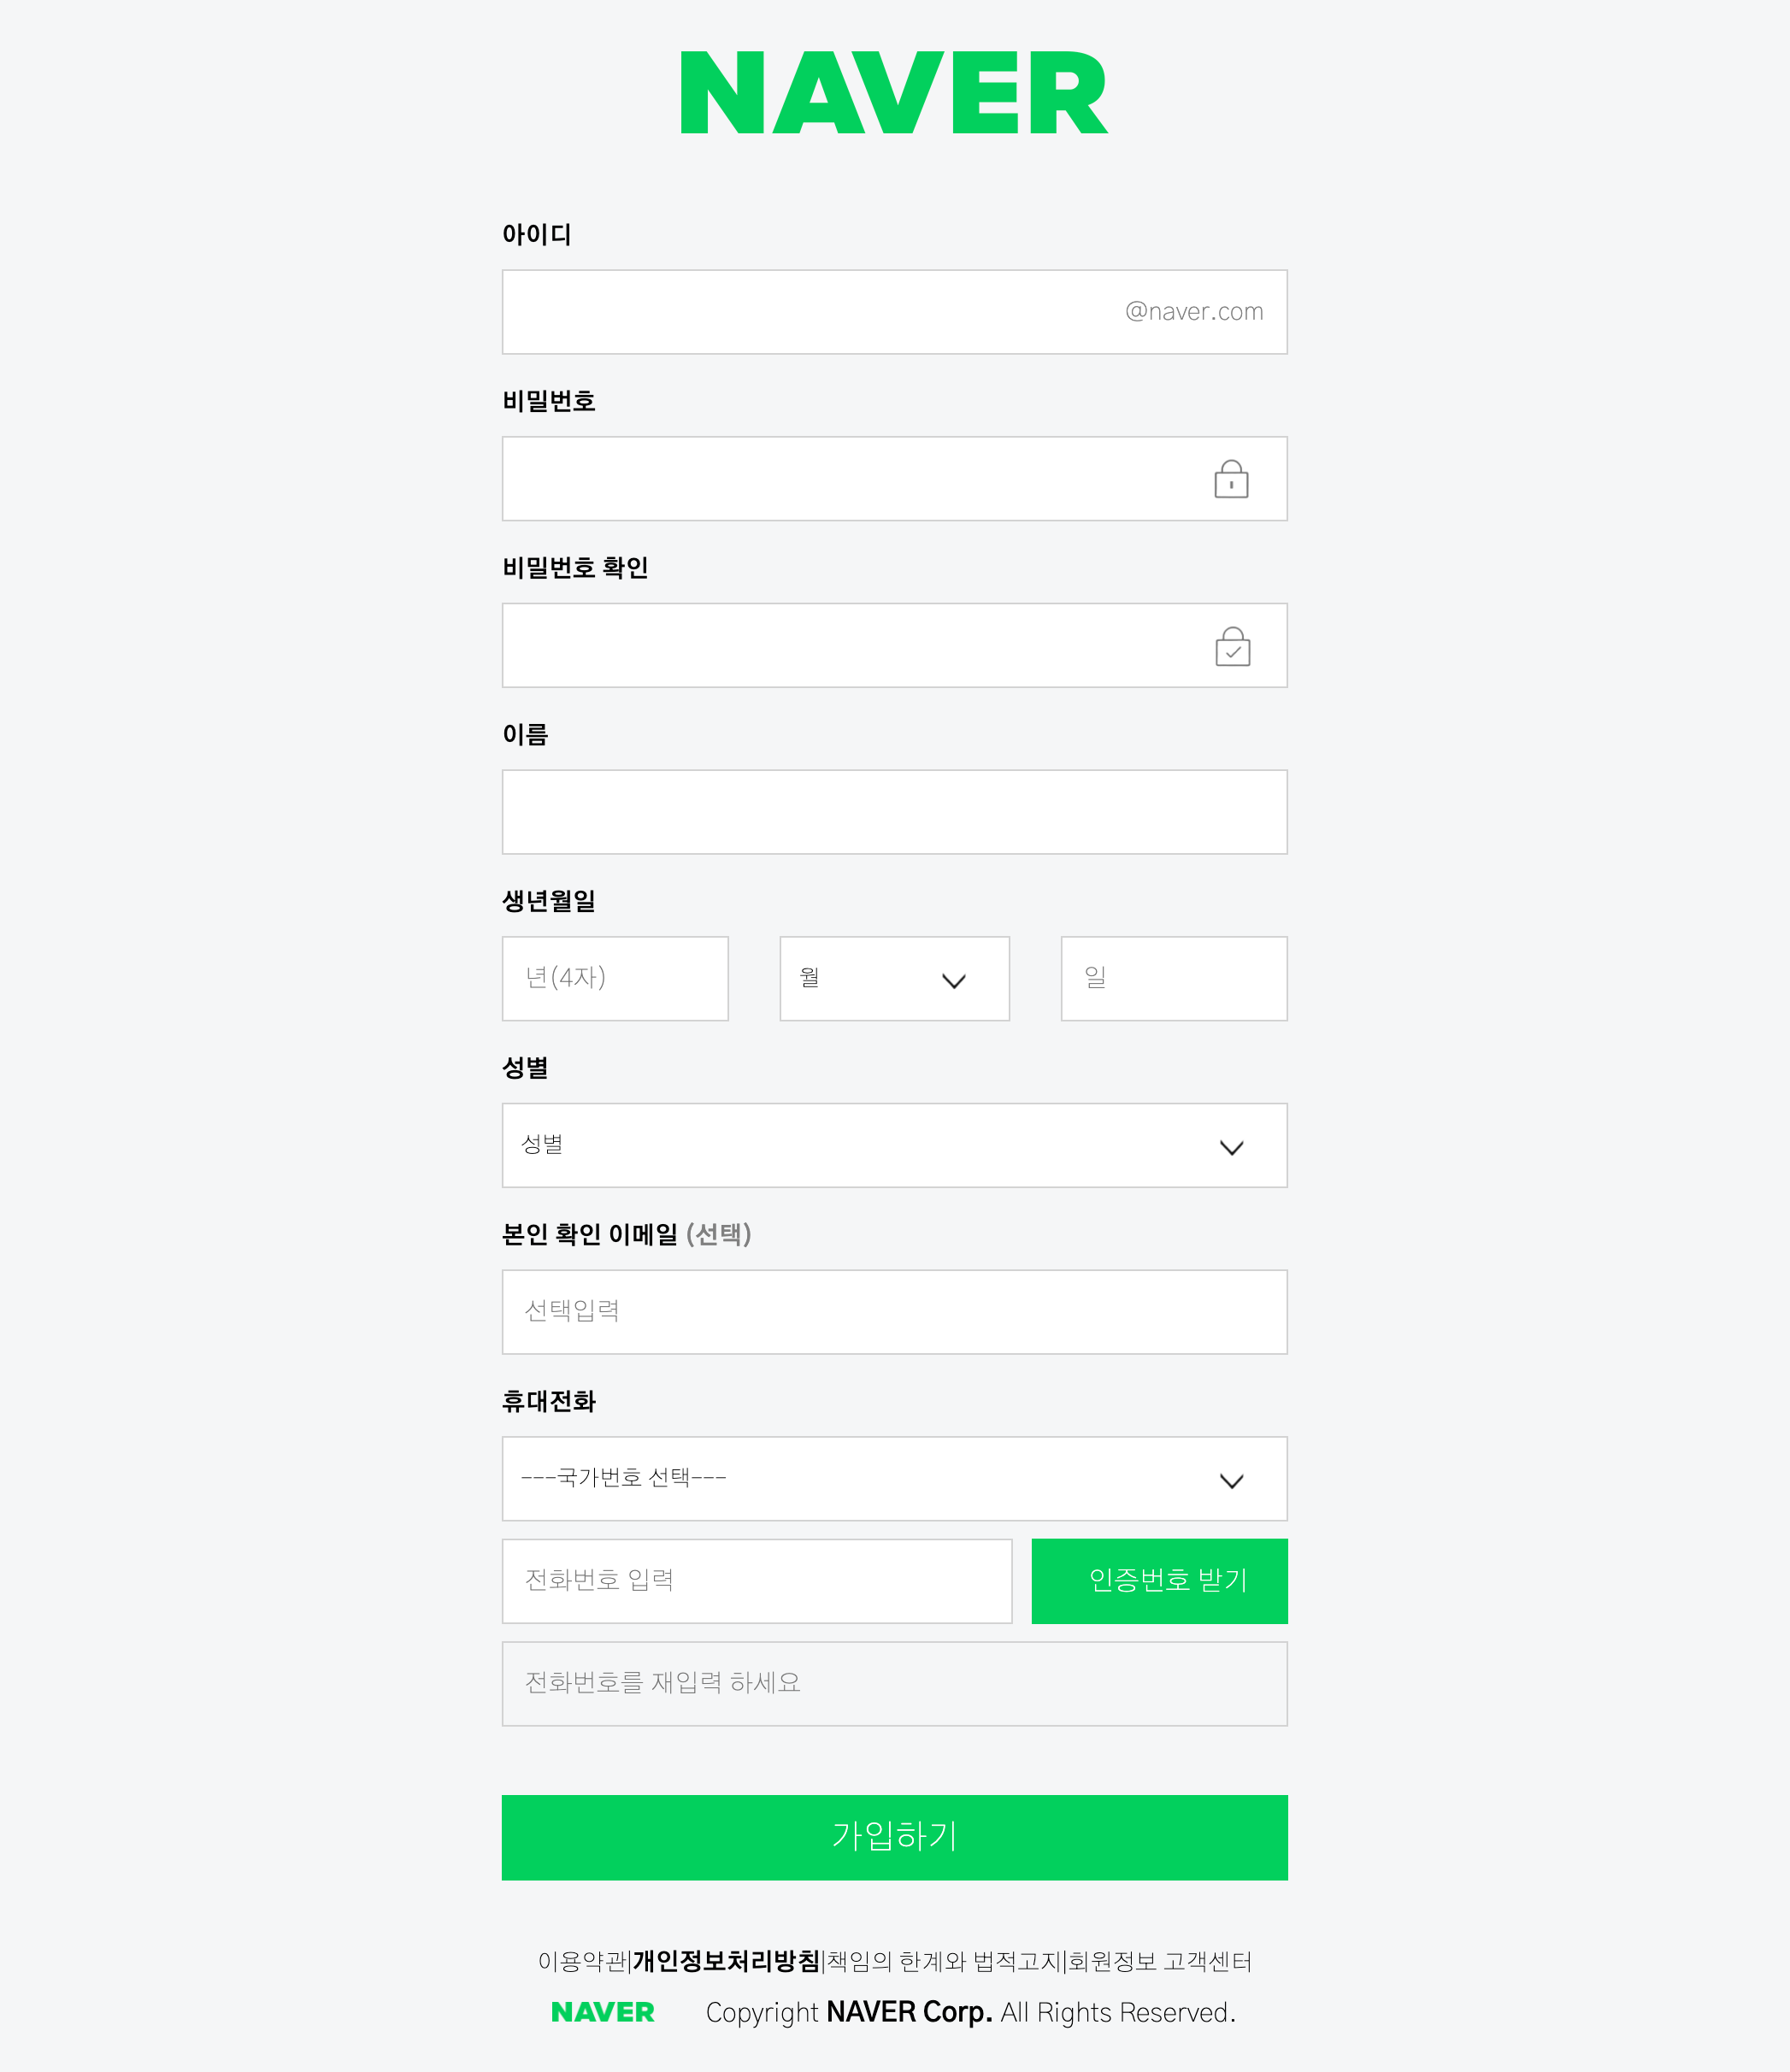 NAVER
아이디
@naver.com
비밀번호
비밀번호 확인
이름
생년월일
년(4자) 월 일
성별
성별
본인 확인 이메일 (선택)
선택입력
휴대전화
---국가번호 선택---
전화번호 입력 인증번호 받기
전화번호를 재입력 하세요
가입하기
이용약관|개인정보처리방침|책임의 한계와 법적고지|회원정보 고객센터
NAVER Copyright NAVER Corp. All Rights Reserved.